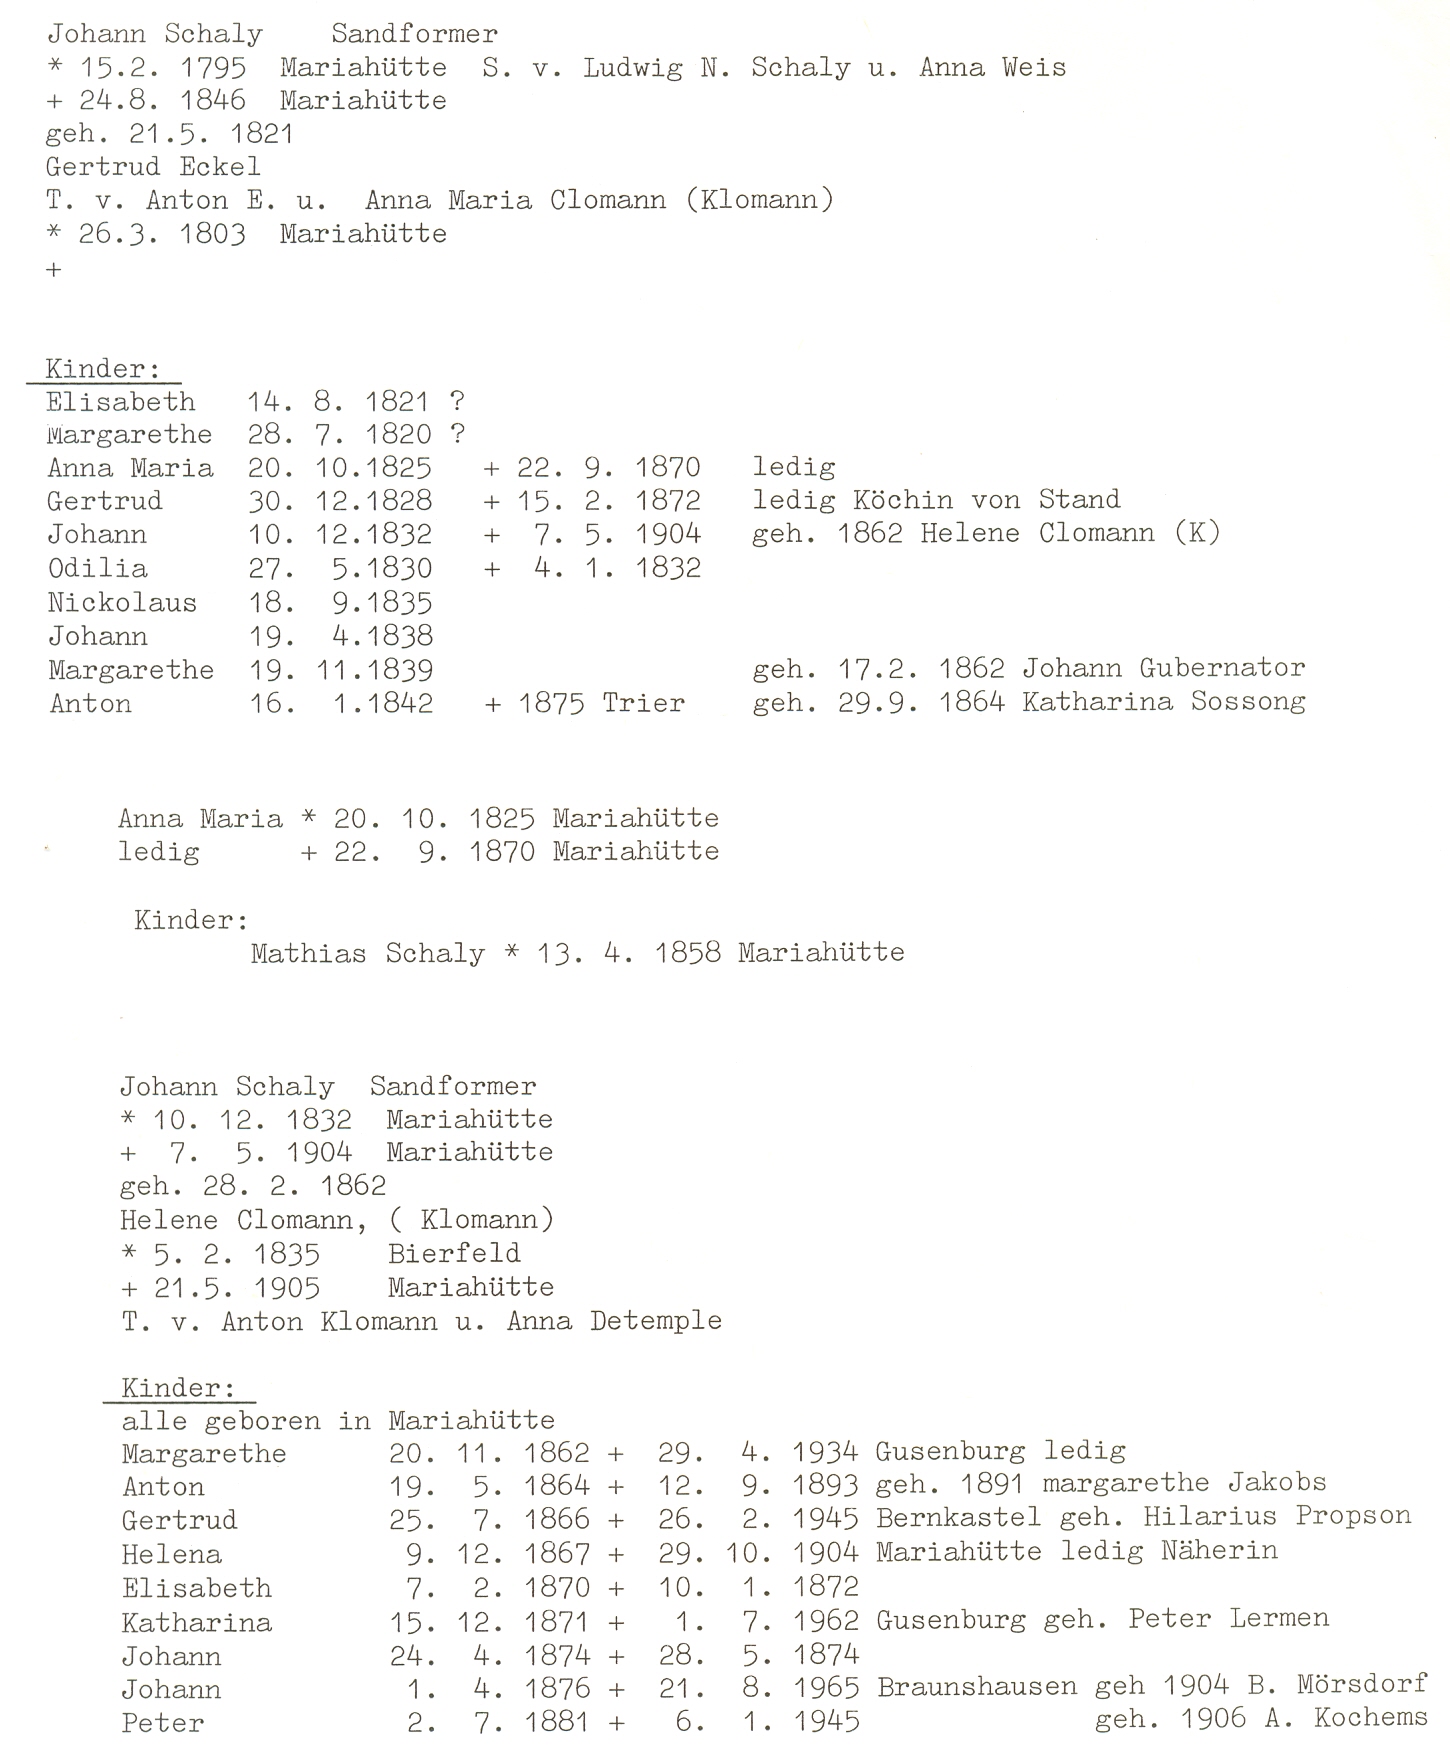 Johann Schaly    Sandformer
* 15.2. 1795  Mariahütte  S. v. Ludwig N. Schaly u. Anna Weis
+ 24.8. 1846  Mariahütte
geh. 21.5. 1821
Gertrud Eckel
T. v. Anton E. u.  Anna Maria Clomann (Klomann)
* 26.3. 1803  Mariahütte
+
Kinder:
Elisabeth   14. 8. 1821 ?
Margarethe  28. 7. 1820 ?
Anna Maria  20. 10.1825   + 22. 9. 1870   ledig
Gertrud     30. 12.1828   + 15. 2. 1872   ledig Köchin von Stand
Johann      10. 12.1832   +  7. 5. 1904   geh. 1862 Helene Clomann (K)
Odilia      27.  5.1830   +  4. 1. 1832
Nickolaus   18.  9.1835
Johann      19.  4.1838
Margarethe  19. 11.1839                   geh. 17.2. 1862 Johann Gubernator
Anton       16.  1.1842   + 1875 Trier    geh. 29.9. 1864 Katharina Sossong
Anna Maria * 20. 10. 1825 Mariahütte
ledig      + 22.  9. 1870 Mariahütte
Kinder:
Mathias Schaly * 13. 4. 1858 Mariahütte
Johann Schaly  Sandformer
* 10. 12. 1832  Mariahütte
+  7.  5. 1904  Mariahütte
geh. 28. 2. 1862
Helene Clomann, ( Klomann)
* 5. 2. 1835    Bierfeld
+ 21.5. 1905    Mariahütte
T. v. Anton Klomann u. Anna Detemple
Kinder:
alle geboren in Mariahütte
Margarethe      20. 11. 1862 +  29.  4. 1934 Gusenburg ledig
Anton           19.  5. 1864 +  12.  9. 1893 geh. 1891 margarethe Jakobs
Gertrud         25.  7. 1866 +  26.  2. 1945 Bernkastel geh. Hilarius Propson
Helena           9. 12. 1867 +  29. 10. 1904 Mariahütte ledig Näherin
Elisabeth        7.  2. 1870 +  10.  1. 1872
Katharina       15. 12. 1871 +   1.  7. 1962 Gusenburg geh. Peter Lermen
Johann          24.  4. 1874 +  28.  5. 1874
Johann           1.  4. 1876 +  21.  8. 1965 Braunshausen geh 1904 B. Mörsdorf
Peter            2.  7. 1881 +   6.  1. 1945              geh. 1906 A. Kochems